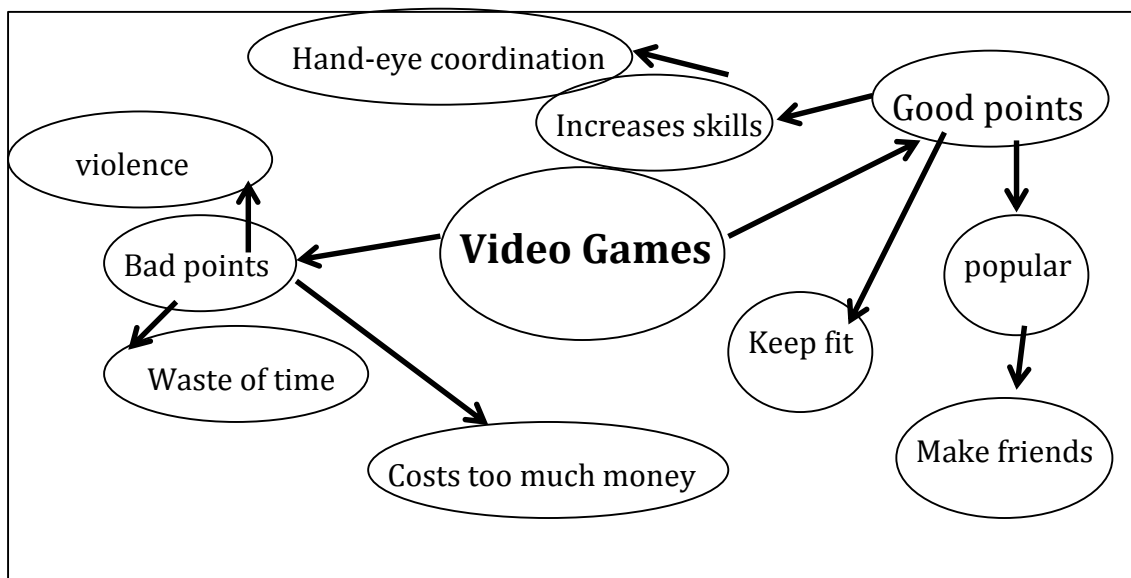 Hand-eye coordination
Good points
Increases skills
violence
Video Games
Bad points
popular
Keep fit
Waste of time
Make friends
Costs too much money